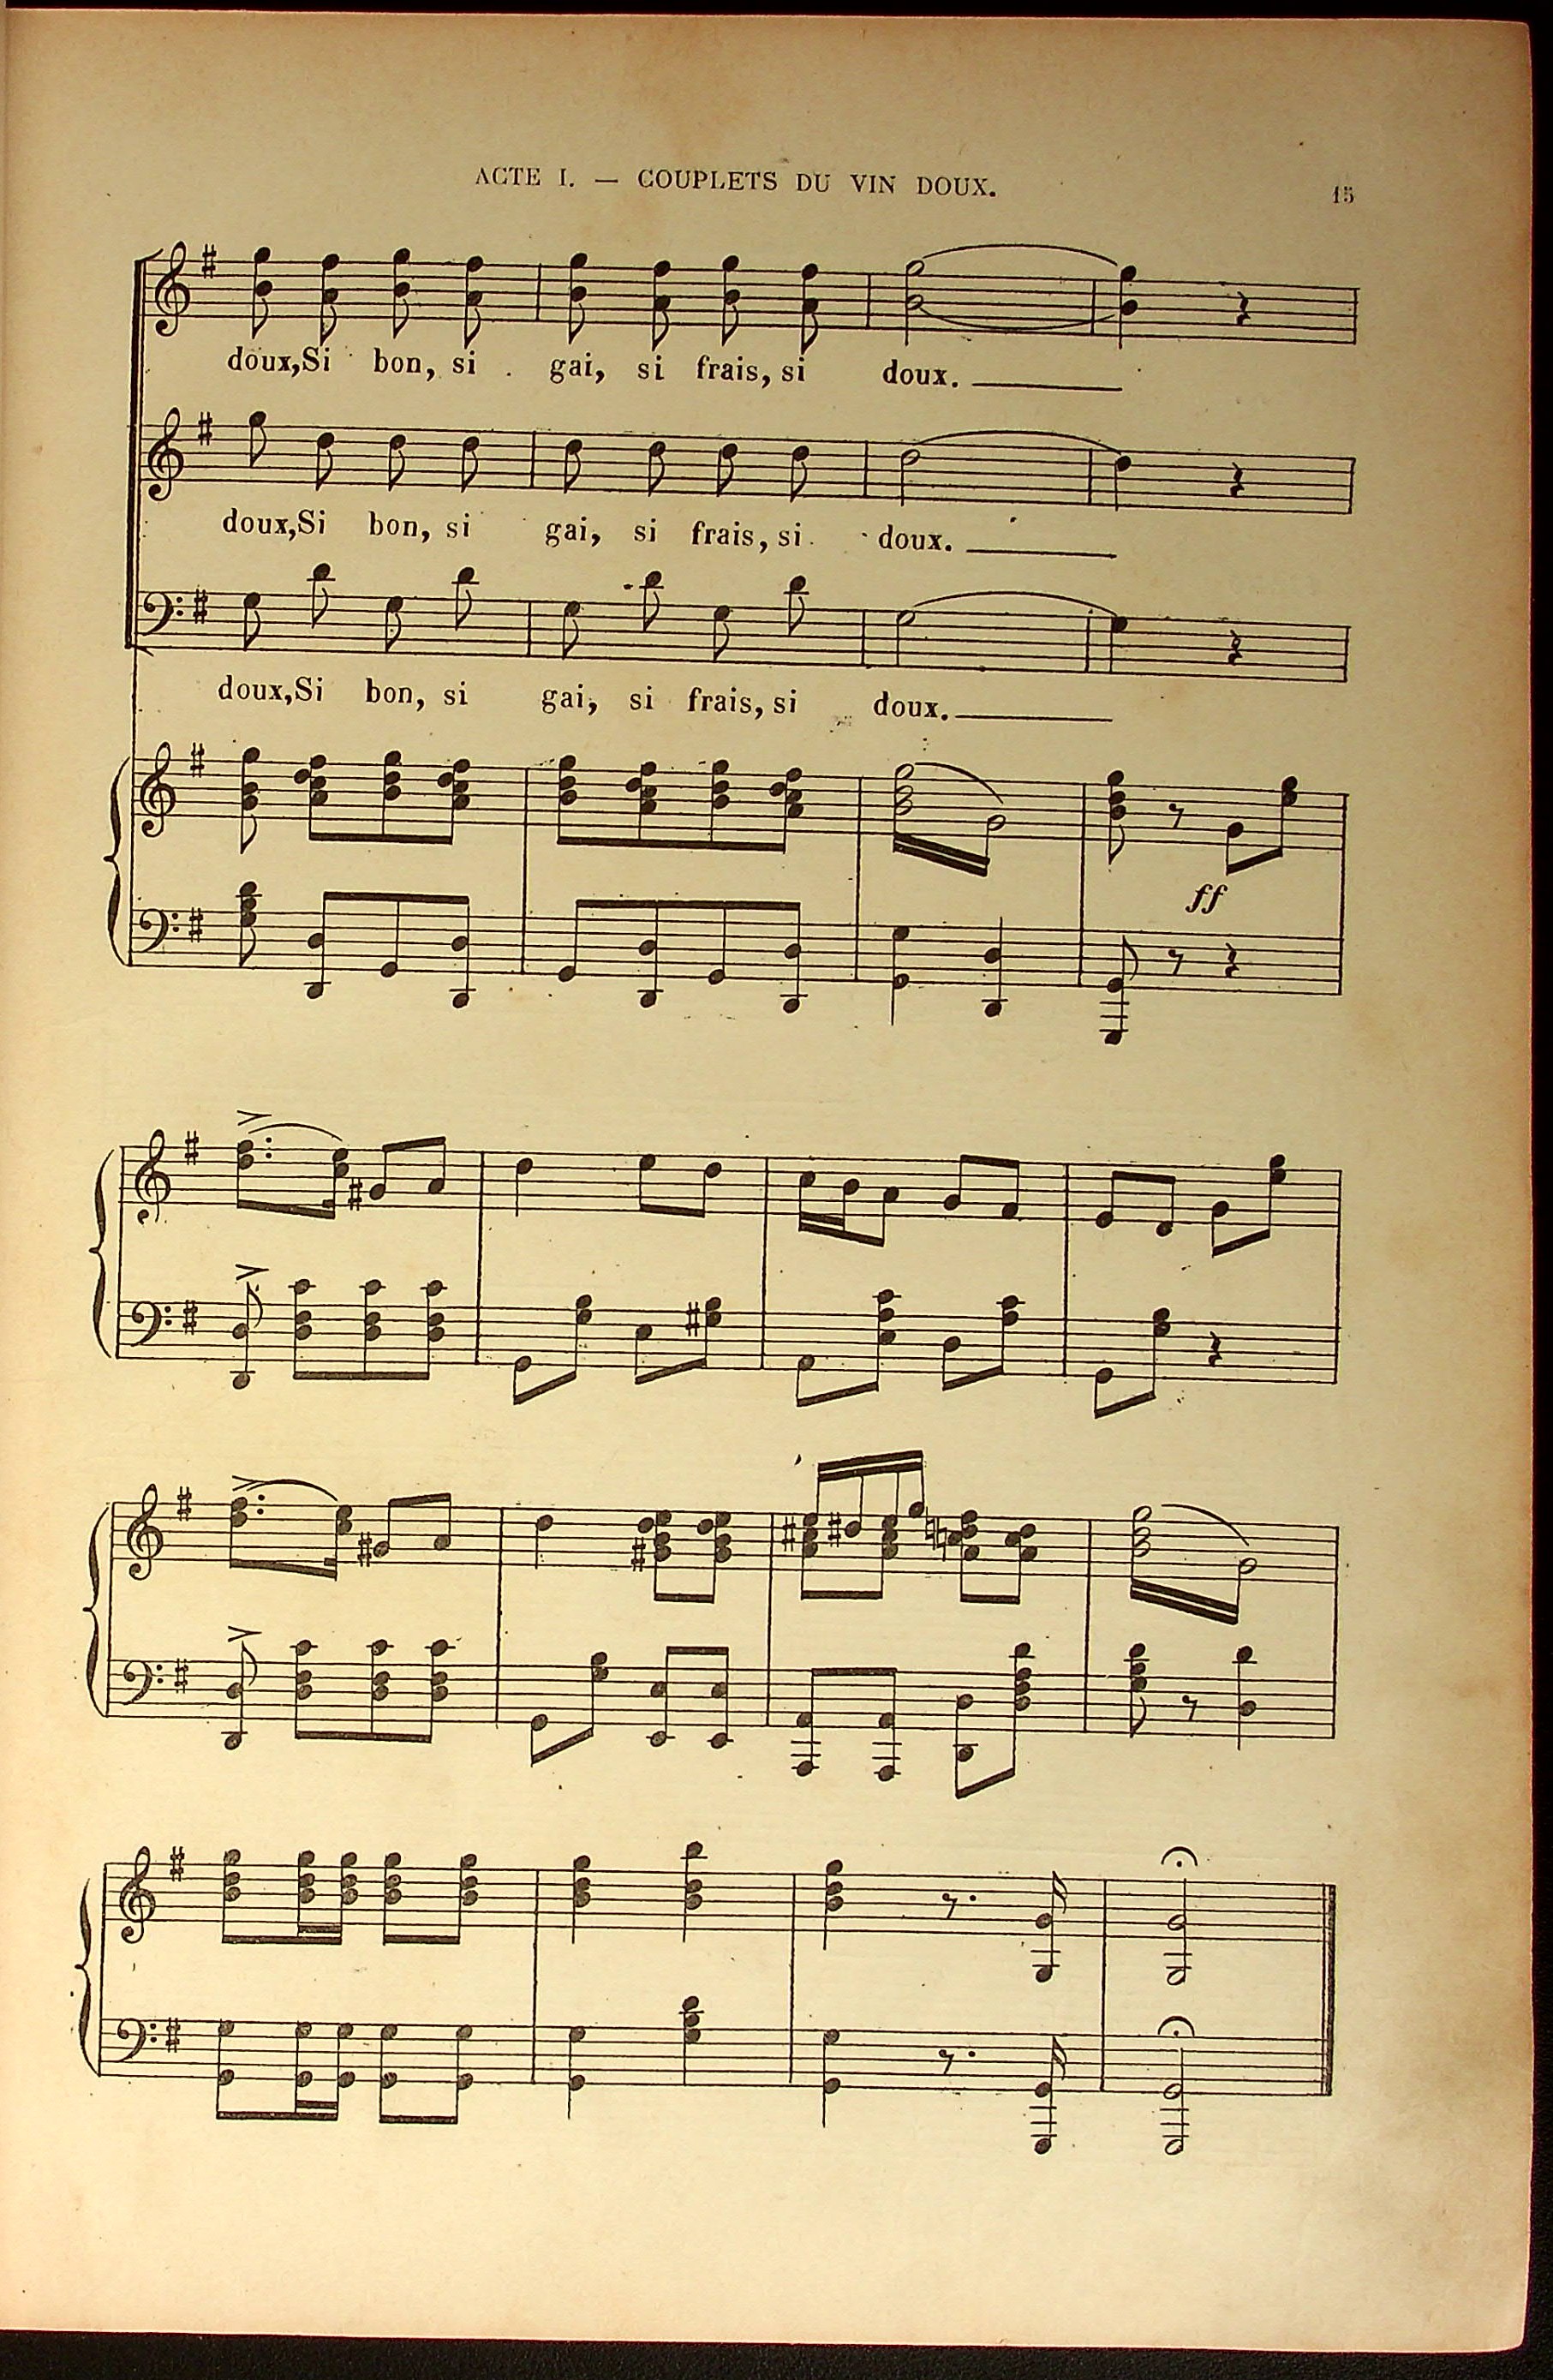 ACTE I. — COUPLETS DU VIN DOUX.
15
doux, Si bon, si gai, si frais, si doux.
doux, Si bon, si gai, si frais, si doux.
doux, Si bon, si gai, si frais, si doux.
ff